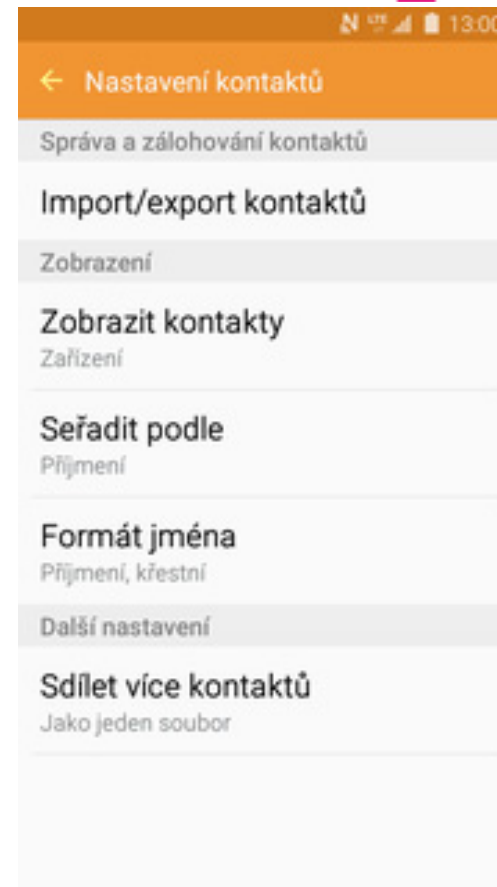 LTE 13:00
Nastavení kontaktů
Správa a zálohování kontaktů
Import/export kontaktů
Zobrazení
Zobrazit kontakty
Zařízení
Seřadit podle
Příjmení
Formát jména
Příjmení, křestní
Další nastavení
Sdílet více kontaktů
Jako jeden soubor